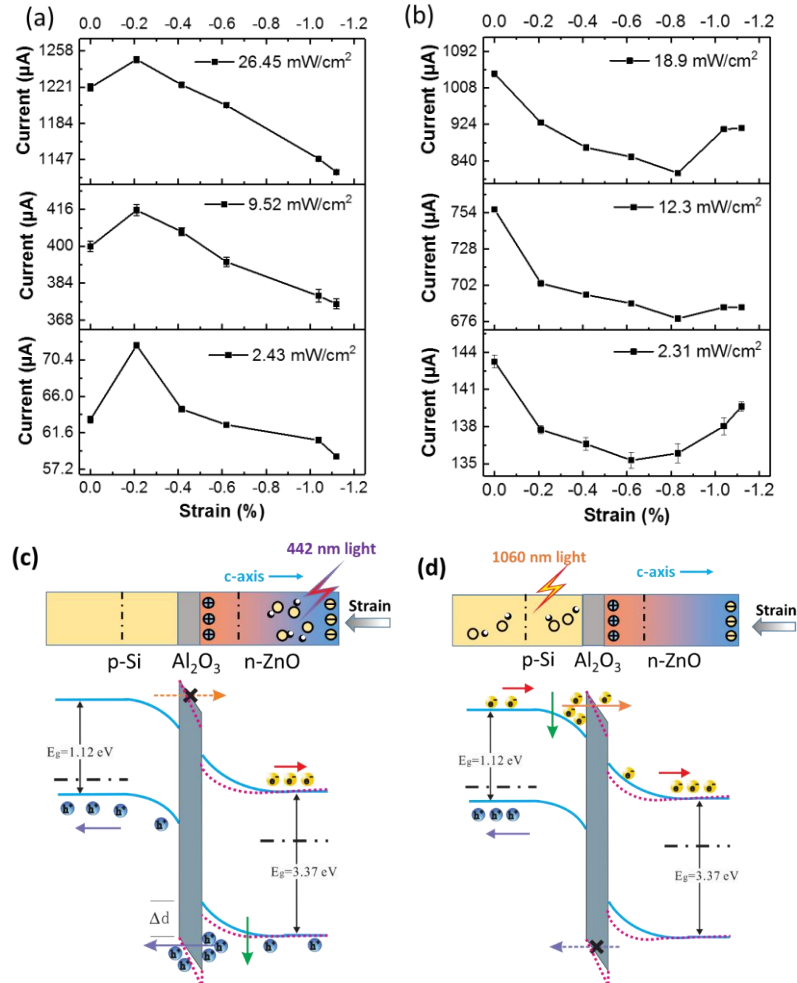 (a)
0.0 -0.2 -0.4 -0.6 -0.8 -1.0 -1.2
1258
1221
1184
1147
Current (μA)
26.45 mW/cm²
416
400
384
368
Current (μA)
9.52 mW/cm²
70.4
66.0
61.6
57.2
Current (μA)
2.43 mW/cm²
0.0 -0.2 -0.4 -0.6 -0.8 -1.0 -1.2
Strain (%)
(b)
0.0 -0.2 -0.4 -0.6 -0.8 -1.0 -1.2
1092
1008
924
840
Current (μA)
18.9 mW/cm²
754
728
702
676
Current (μA)
12.3 mW/cm²
144
141
138
135
Current (μA)
2.31 mW/cm²
0.0 -0.2 -0.4 -0.6 -0.8 -1.0 -1.2
Strain (%)
(c)
442 nm light
c-axis
Strain
p-Si Al₂O₃ n-ZnO
Eg=1.12 eV
Eg=3.37 eV
Δd
e⁻ e⁻ e⁻
h⁺ h⁺ h⁺ h⁺
h⁺ h⁺ h⁺ h⁺ h⁺ h⁺ h⁺ h⁺
(d)
1060 nm light
c-axis
Strain
p-Si Al₂O₃ n-ZnO
Eg=1.12 eV
Eg=3.37 eV
e⁻ e⁻ e⁻ e⁻ e⁻ e⁻
e⁻ e⁻ e⁻ e⁻
h⁺ h⁺ h⁺